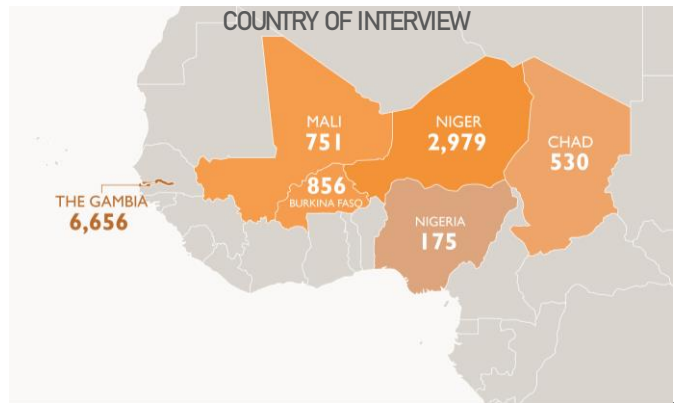 COUNTRY OF INTERVIEW
MALI
751
NIGER
2,979
CHAD
530
856
BURKINA FASO
THE GAMBIA
6,656
NIGERIA
175